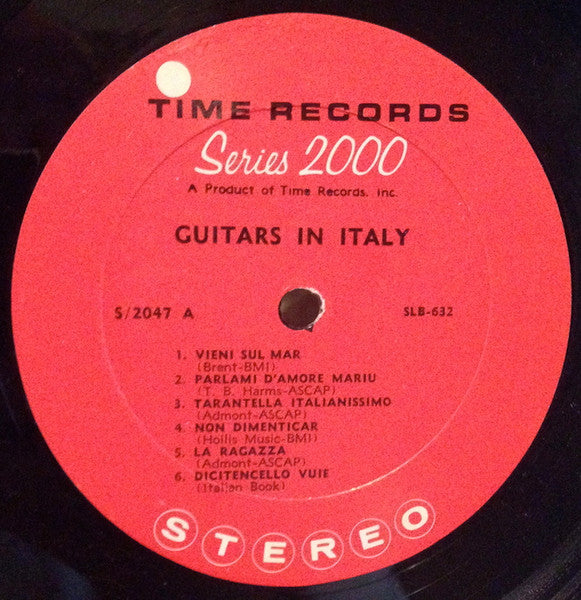 TIME RECORDS
Series 2000
A Product of Time Records, Inc.
GUITARS IN ITALY
S/2047 A
SLB-632
1. VIENI SUL MAR
(Brent-BMI)
2. PARLAMI D'AMORE MARIU
(T. B. Harms-ASCAP)
3. TARANTELLA ITALIANISSIMO
(Admont-ASCAP)
4. NON DIMENTICAR
(Hollis Music-BMI)
5. LA RAGAZZA
(Admont-ASCAP)
6. DICITENCELLO VUIE
(Italian Book)
STEREO